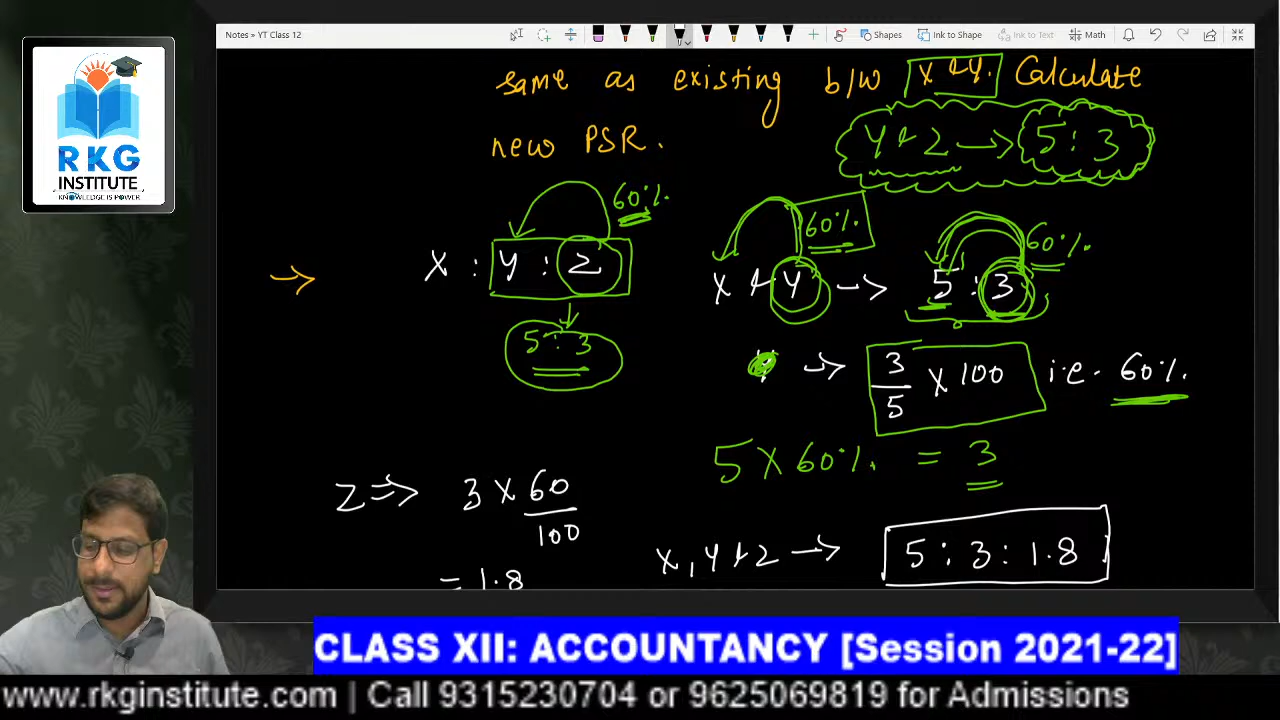 Notes » YT Class 12
Shapes
Ink to Shape
Ink to Text
Math
RKG
INSTITUTE
KNOWLEDGE IS POWER
same as existing b/w X & Y. Calculate
new PSR.
Y & Z → 5 : 3
60%
X : Y : Z
5 : 3
60%
X & Y → 5 : 3
60%
→ 3/5 × 100 i.e. 60%.
5 × 60%. = 3
Z ⇒ 3 × 60/100
= 1.8
X, Y & Z → 5 : 3 : 1.8
CLASS XII: ACCOUNTANCY [Session 2021-22]
www.rkginstitute.com | Call 9315230704 or 9625069819 for Admissions